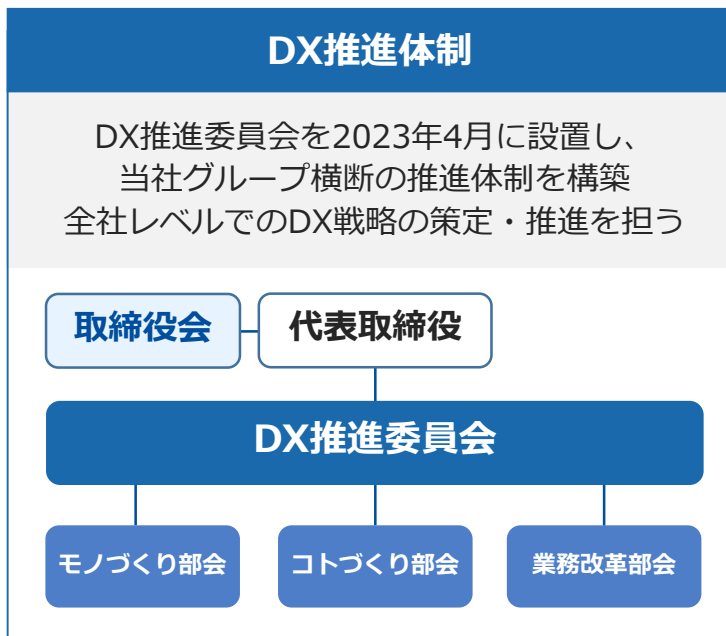 DX推進体制
DX推進委員会を2023年4月に設置し、
当社グループ横断の推進体制を構築
全社レベルでのDX戦略の策定・推進を担う
取締役会
代表取締役
DX推進委員会
モノづくり部会
コトづくり部会
業務改革部会